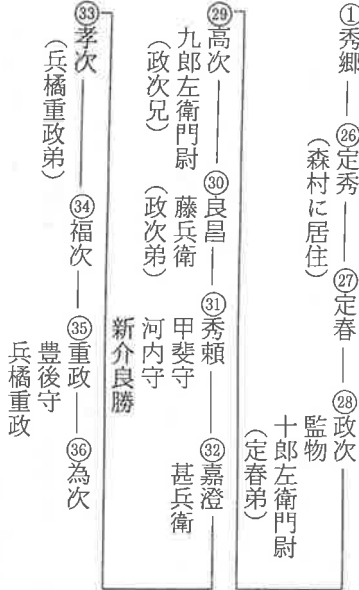 ①秀郷
㉖定秀
(森村に居住)
㉗定春
㉘政次
監物
十郎左衛門尉
(定春弟)
㉙高次
九郎左衛門尉
(政次兄)
㉚良昌
藤兵衛
(政次弟)
㉛秀頼
甲斐守
河内守
新介良勝
㉜嘉澄
甚兵衛
㉝孝次
(兵橘重政弟)
㉞福次
㉟重政
豊後守
兵橘重政
㊱為次